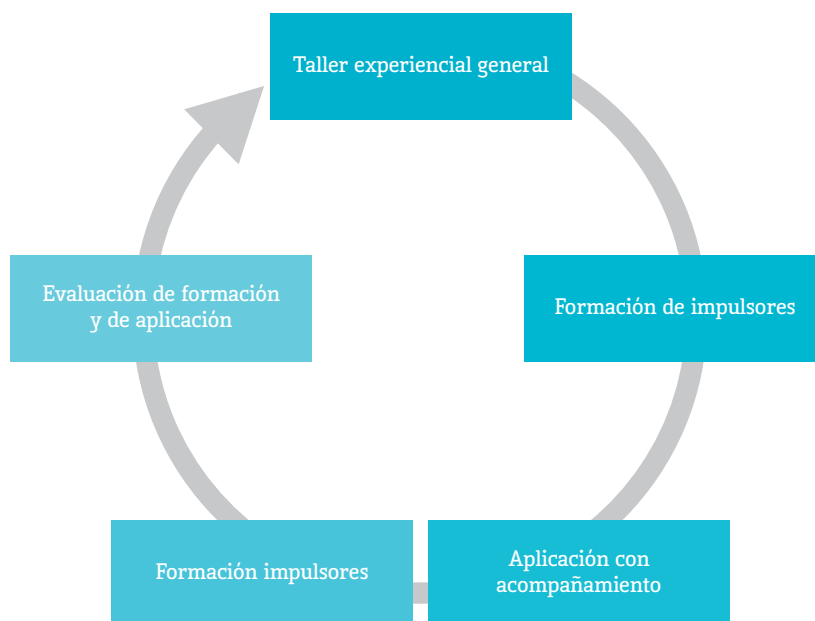 Taller experiencial general
Formación de impulsores
Aplicación con
acompañamiento
Formación impulsores
Evaluación de formación
y de aplicación